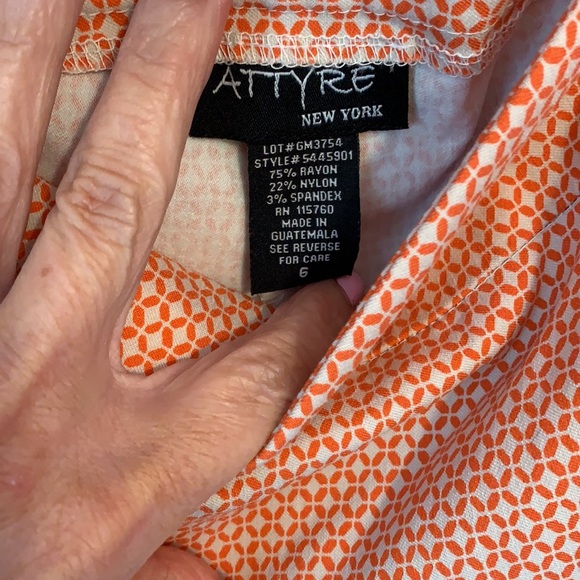 ATTYRE
NEW YORK
LOT# GM3754
STYLE# 5445901
75% RAYON
22% NYLON
3% SPANDEX
RN 115760
MADE IN
GUATEMALA
SEE REVERSE
FOR CARE
6